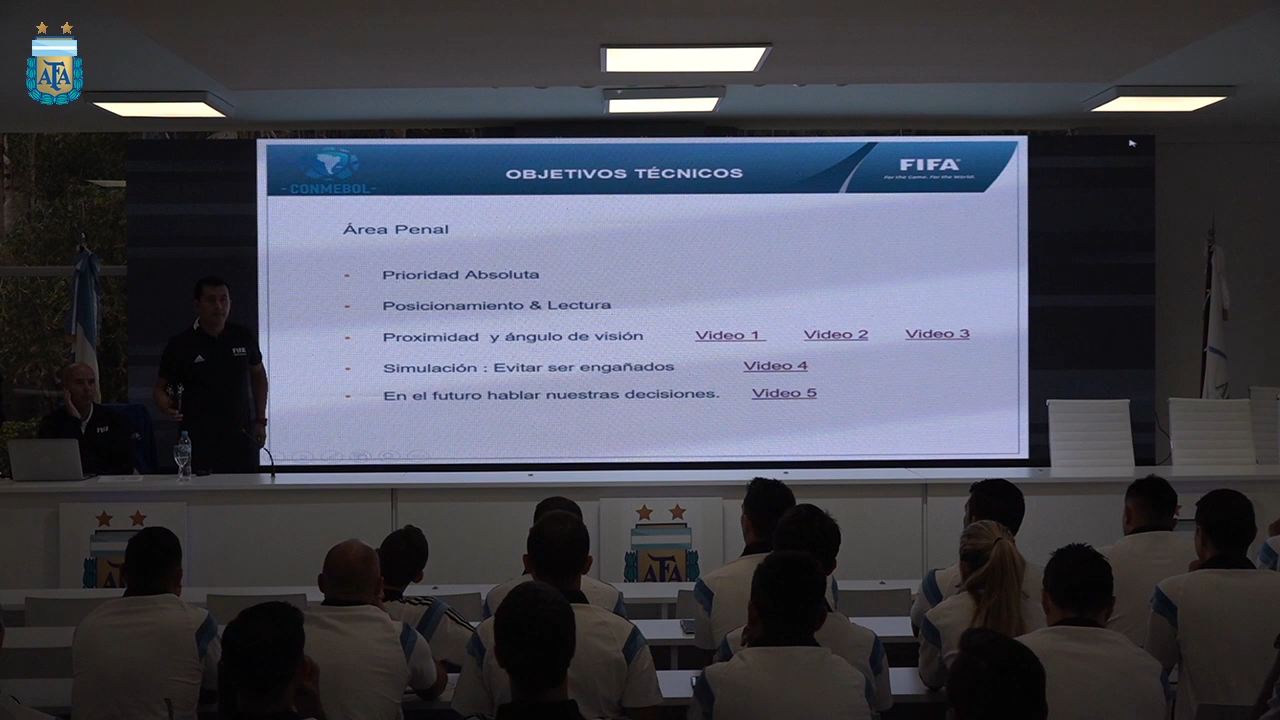 AFA
OBJETIVOS TÉCNICOS
-CONMEBOL-
FIFA
For the Game. For the World.
Área Penal
- Prioridad Absoluta
- Posicionamiento & Lectura
- Proximidad y ángulo de visión Video 1 Video 2 Video 3
- Simulación : Evitar ser engañados Video 4
- En el futuro hablar nuestras decisiones. Video 5
FIFA
AFA
AFA